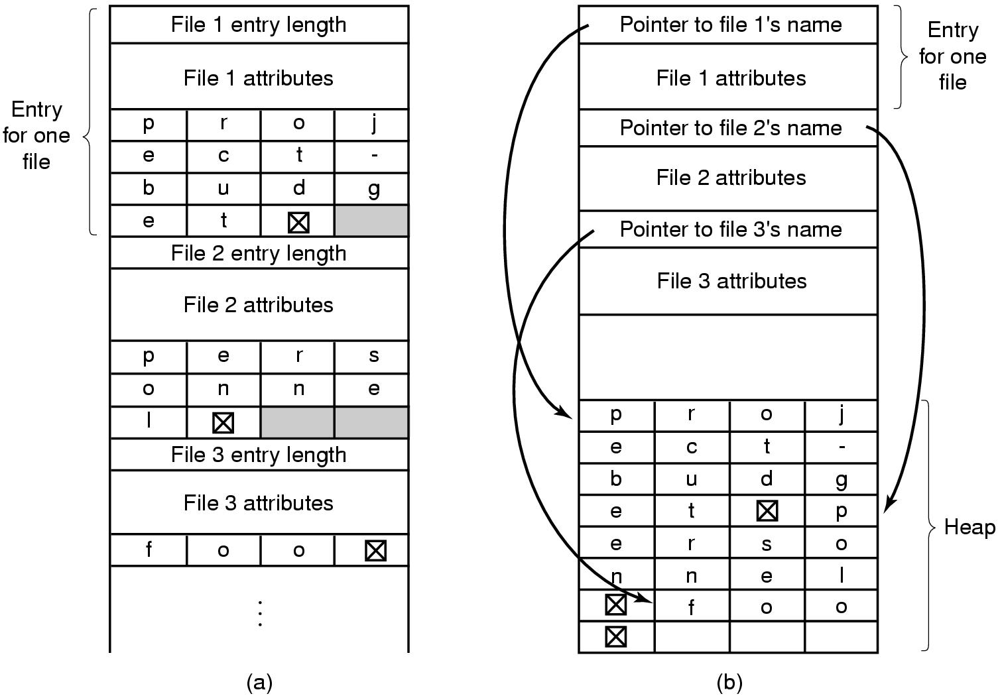 File 1 entry length
File 1 attributes
Entry
for one
file
p r o j
e c t -
b u d g
e t
File 2 entry length
File 2 attributes
p e r s
o n n e
l
File 3 entry length
File 3 attributes
f o o
(a)
Pointer to file 1's name
File 1 attributes
Entry
for one
file
Pointer to file 2's name
File 2 attributes
Pointer to file 3's name
File 3 attributes
p r o j
e c t -
b u d g
e t p
e r s o
n n e l
f o o
Heap
(b)